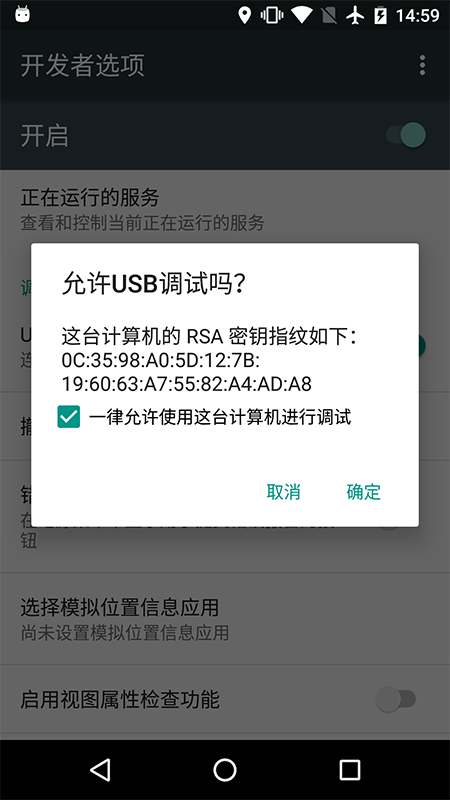 14:59
开发者选项
开启
正在运行的服务
查看和控制当前正在运行的服务
允许USB调试吗?
这台计算机的 RSA 密钥指纹如下：
0C:35:98:A0:5D:12:7B:
19:60:63:A7:55:82:A4:AD:A8
一律允许使用这台计算机进行调试
取消
确定
钮
选择模拟位置信息应用
尚未设置模拟位置信息应用
启用视图属性检查功能